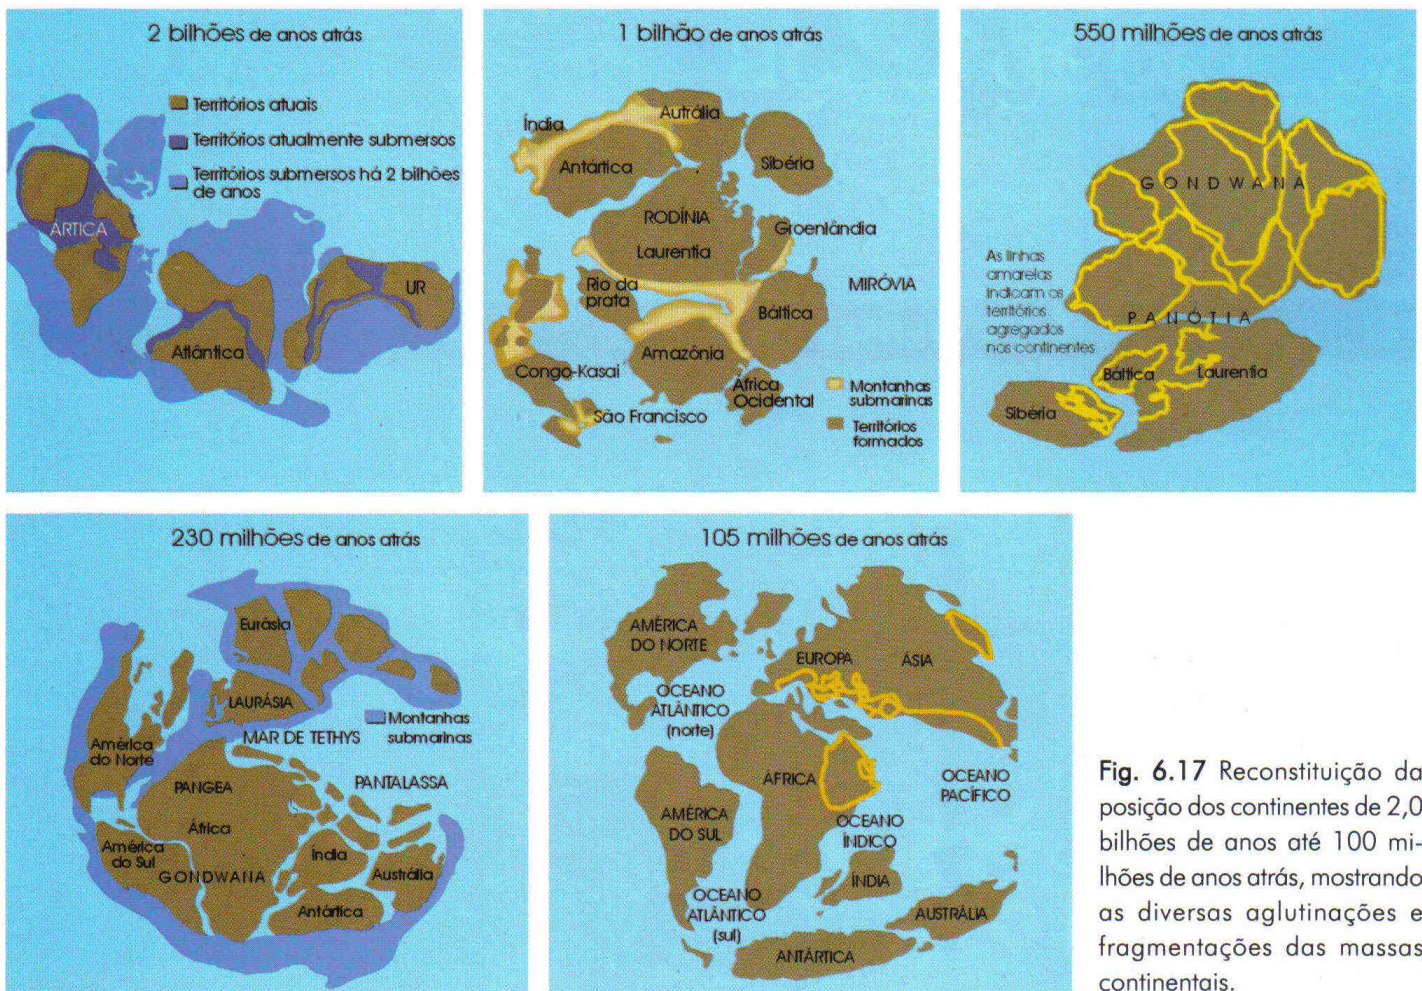 2 bilhões de anos atrás
Territórios atuais
Territórios atualmente submersos
Territórios submersos há 2 bilhões
de anos
ÁRTICA
UR
Atlântica
1 bilhão de anos atrás
Índia
Autrália
Antártica
Sibéria
RODÍNIA
Groenlândia
Laurentia
Rio da
prata
MIRÓVIA
Báltica
Amazónia
Congo-Kasai
África
Ocidental
São Francisco
Montanhas
submarinas
Territórios
formados
550 milhões de anos atrás
GONDWANA
As linhas
amarelas
indicam os
territórios
agregados
nos continentes
PANÓTIA
Báltica
Laurentia
Sibéria
230 milhões de anos atrás
Eurásia
LAURÁSIA
Montanhas
submarinas
MAR DE TETHYS
América
do Norte
PANGEA
PANTALASSA
África
América
do Sul
GONDWANA
Índia
Austrália
Antártica
105 milhões de anos atrás
AMÉRICA
DO NORTE
EUROPA
ÁSIA
OCEANO
ATLÂNTICO
(norte)
ÁFRICA
OCEANO
PACÍFICO
AMÉRICA
DO SUL
OCEANO
ÍNDICO
ÍNDIA
OCEANO
ATLÂNTICO
(sul)
AUSTRÁLIA
ANTÁRTICA
Fig. 6.17 Reconstituição da
posição dos continentes de 2,0
bilhões de anos até 100 mi-
lhões de anos atrás, mostrando
as diversas aglutinações e
fragmentações das massas
continentais.